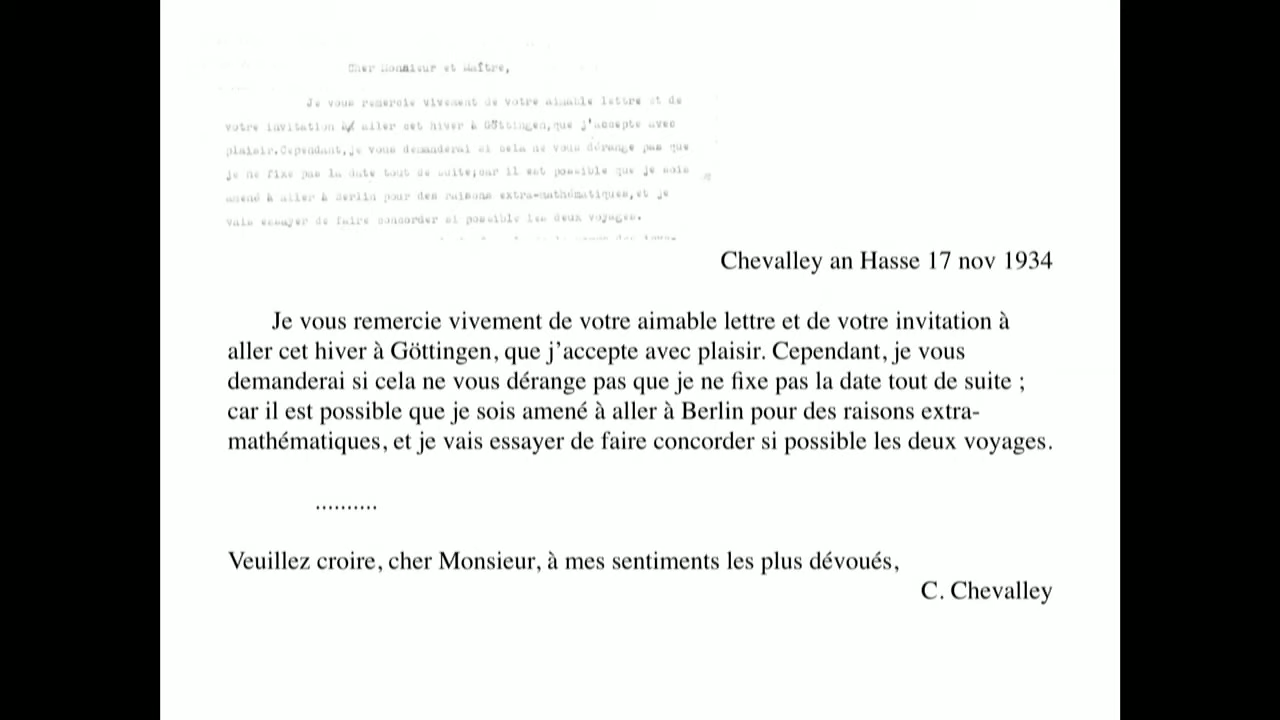 Cher Monsieur et Maître,
Je vous remercie vivement de votre aimable lettre et de
votre invitation à aller cet hiver à Göttingen,que j'accepte avec
plaisir.Cependant,je vous demanderai si cela ne vous dérange pas que
je ne fixe pas la date tout de suite;car il est possible que je sois
amené à aller à Berlin pour des raisons extra-mathématiques,et je
vais essayer de faire concorder si possible les deux voyages.
Chevalley an Hasse 17 nov 1934
Je vous remercie vivement de votre aimable lettre et de votre invitation à
aller cet hiver à Göttingen, que j’accepte avec plaisir. Cependant, je vous
demanderai si cela ne vous dérange pas que je ne fixe pas la date tout de suite ;
car il est possible que je sois amené à aller à Berlin pour des raisons extra-
mathématiques, et je vais essayer de faire concorder si possible les deux voyages.
..........
Veuillez croire, cher Monsieur, à mes sentiments les plus dévoués,
C. Chevalley